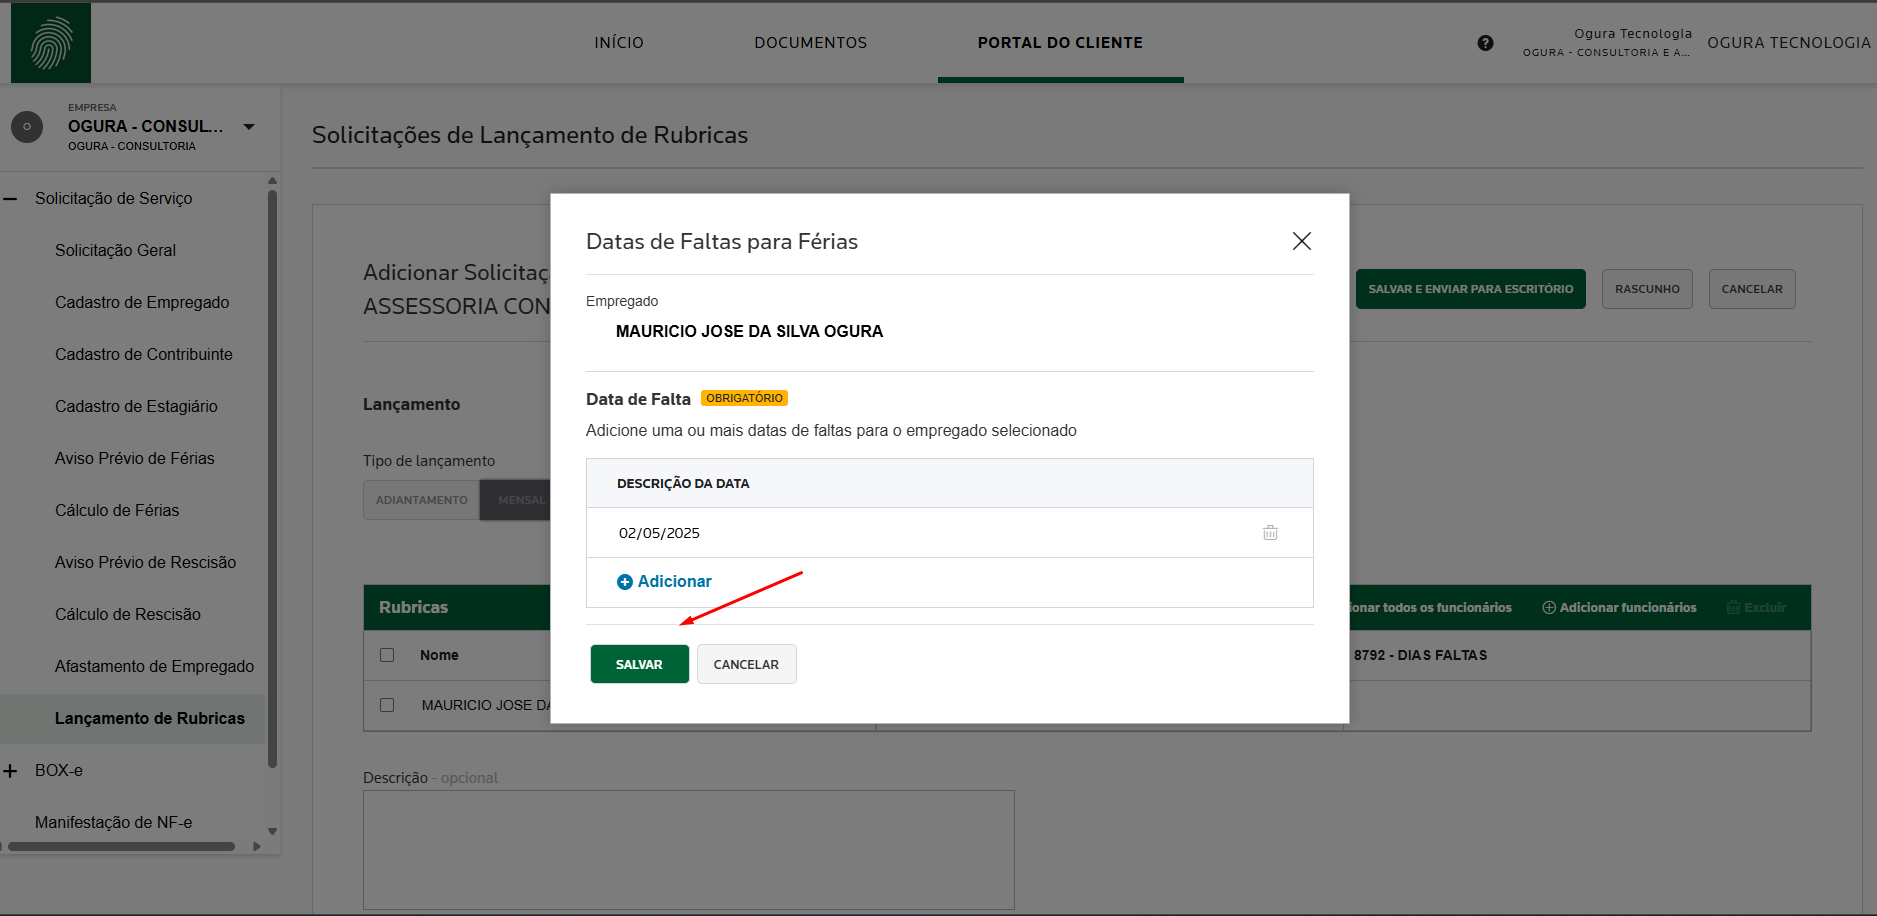 INÍCIO
DOCUMENTOS
PORTAL DO CLIENTE
?
Ogura Tecnologia
OGURA - CONSULTORIA E A...
OGURA TECNOLOGIA
O
EMPRESA
OGURA - CONSUL...
OGURA - CONSULTORIA
Solicitação de Serviço
Solicitação Geral
Cadastro de Empregado
Cadastro de Contribuinte
Cadastro de Estagiário
Aviso Prévio de Férias
Cálculo de Férias
Aviso Prévio de Rescisão
Cálculo de Rescisão
Afastamento de Empregado
Lançamento de Rubricas
BOX-e
Manifestação de NF-e
Solicitações de Lançamento de Rubricas
Adicionar Solicitaç
ASSESSORIA CON
SALVAR E ENVIAR PARA ESCRITÓRIO
RASCUNHO
CANCELAR
Lançamento
Tipo de lançamento
ADIANTAMENTO
MENSAL
Rubricas
ionar todos os funcionários
Adicionar funcionários
Excluir
Nome
8792 - DIAS FALTAS
MAURICIO JOSE DA
Descrição - opcional
Datas de Faltas para Férias
Empregado
MAURICIO JOSE DA SILVA OGURA
Data de Falta OBRIGATÓRIO
Adicione uma ou mais datas de faltas para o empregado selecionado
DESCRIÇÃO DA DATA
02/05/2025
Adicionar
SALVAR
CANCELAR